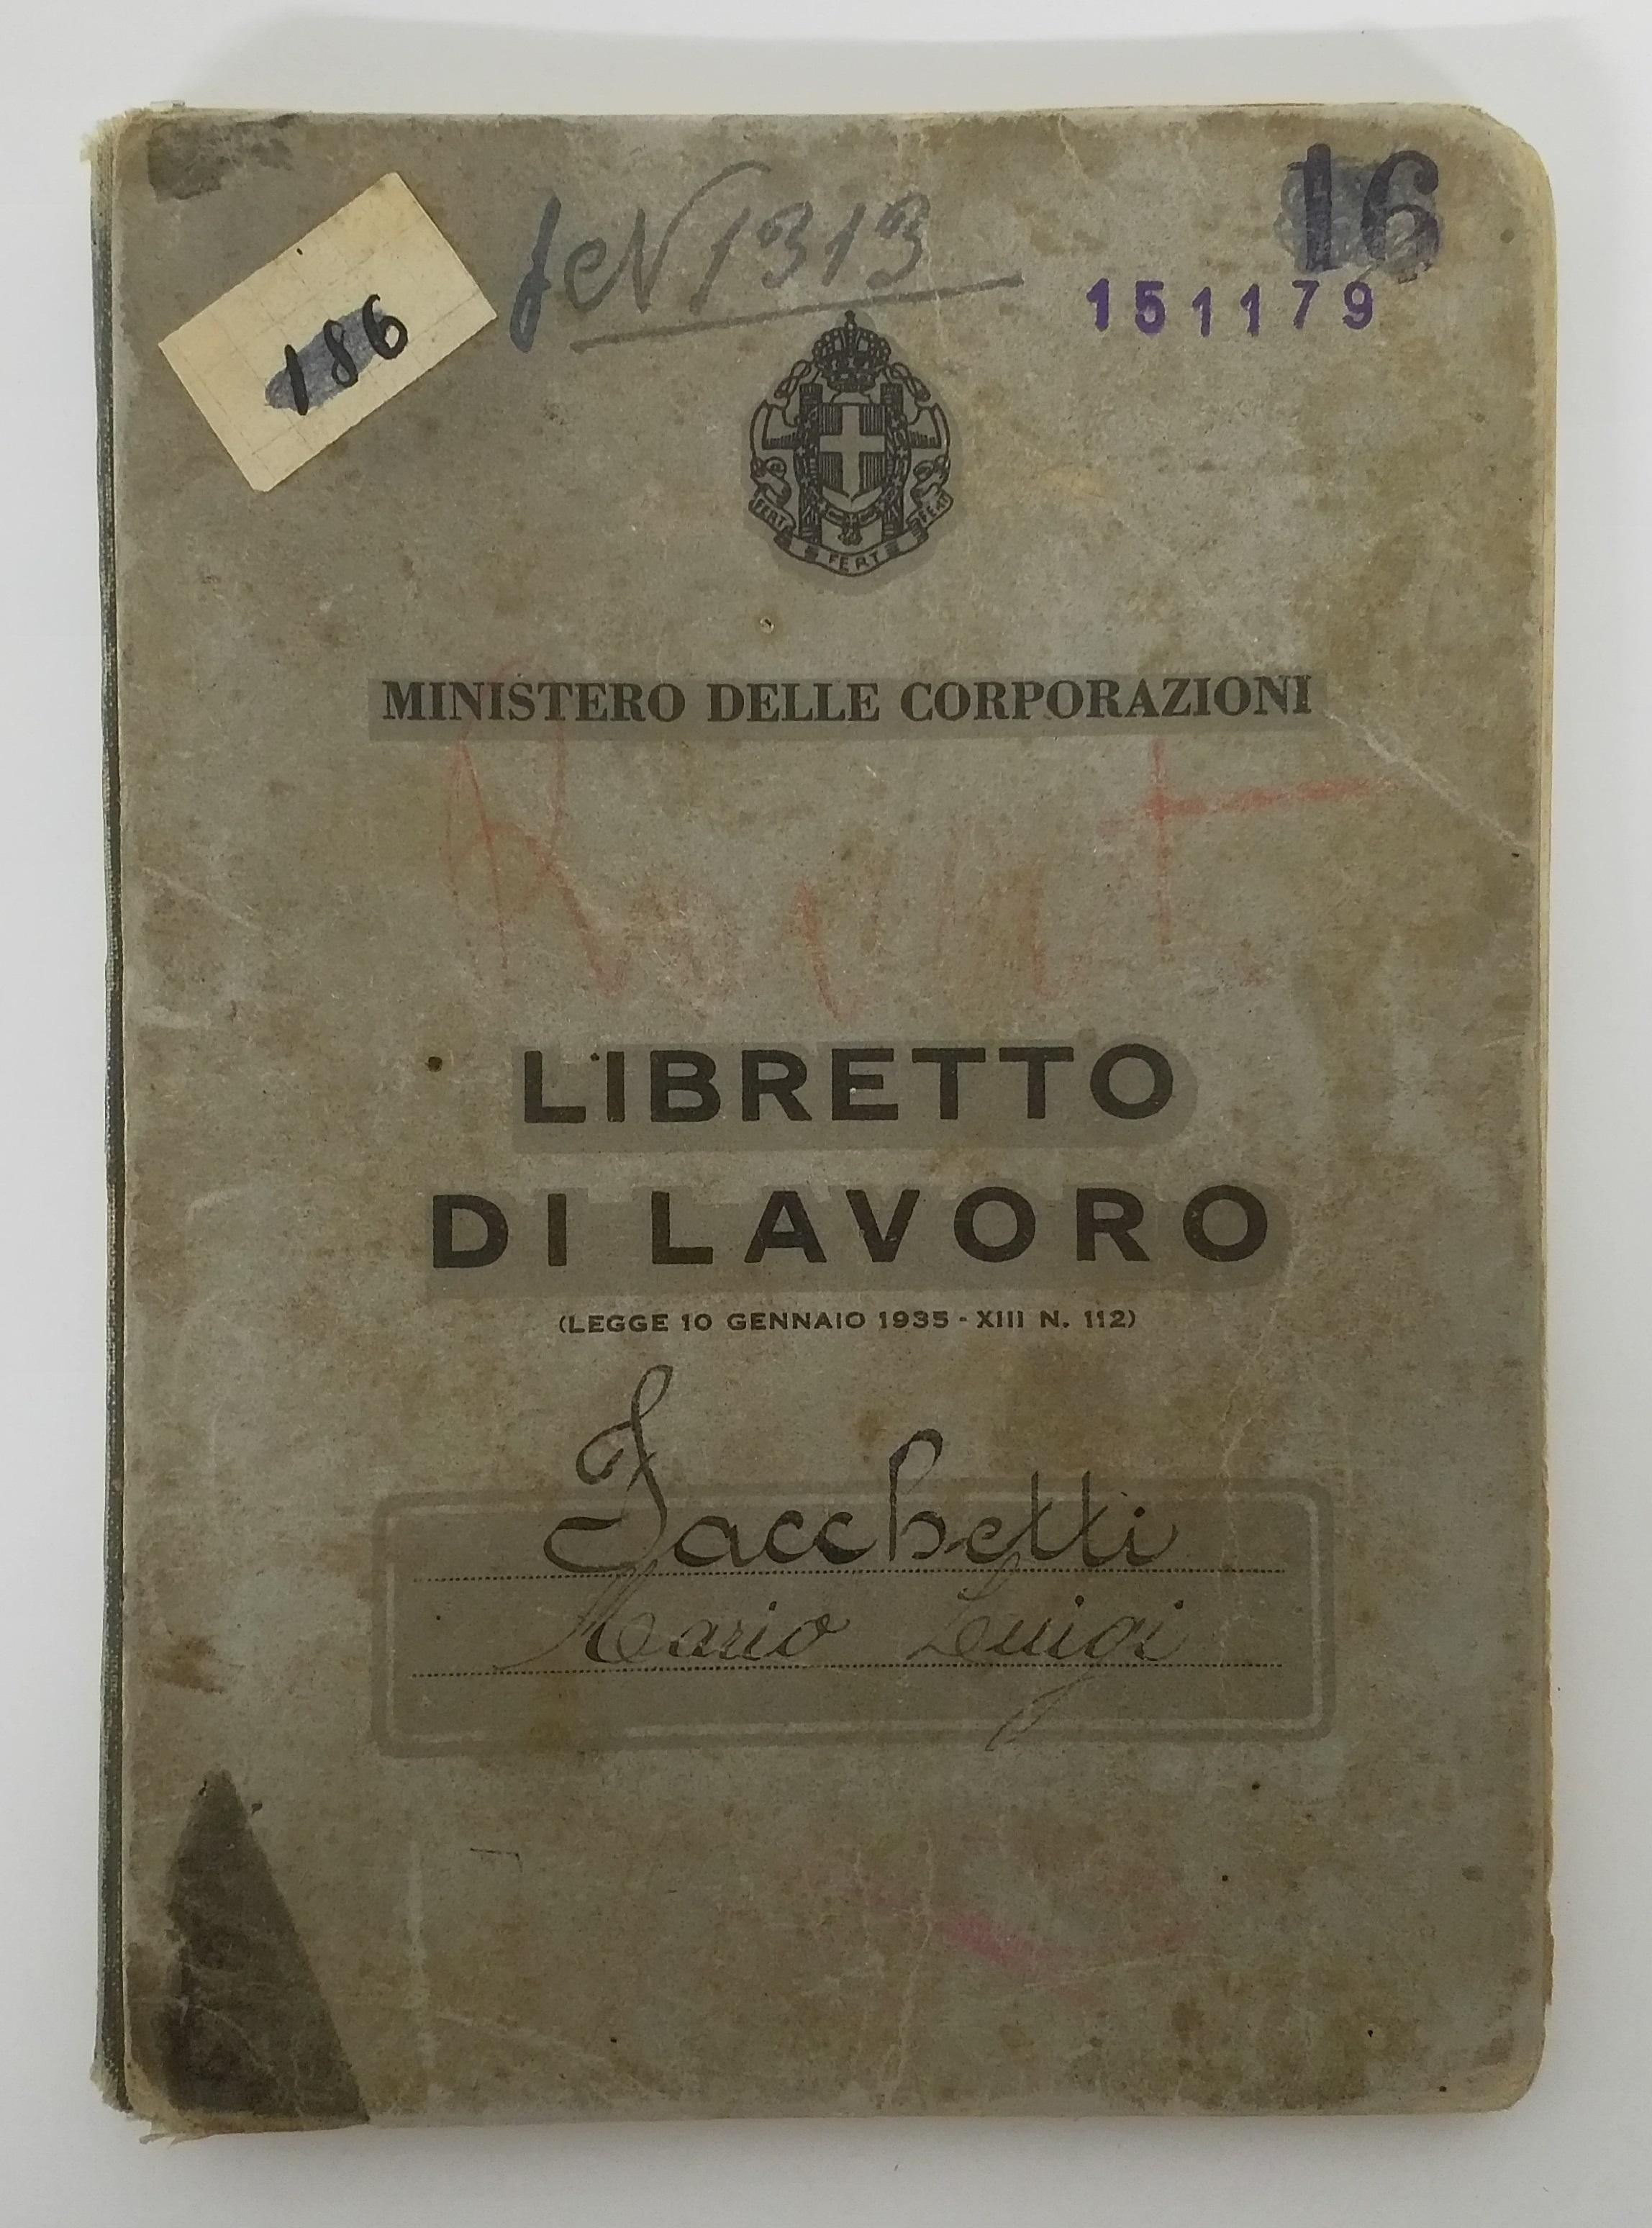 186
N 1313
16
151179
FERT FERT FERT
MINISTERO DELLE CORPORAZIONI
LIBRETTO
DI LAVORO
(LEGGE 10 GENNAIO 1935 - XIII N. 112)
Facchetti
Mario Luigi